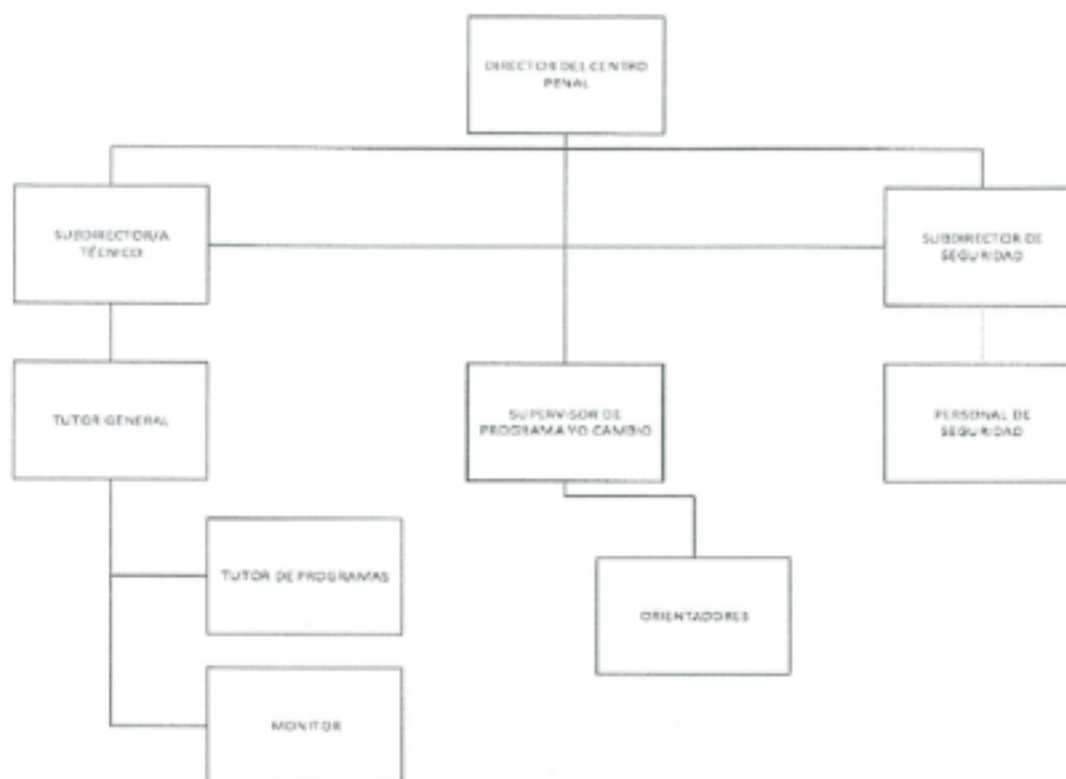 DIRECTOR DEL CENTRO
PENAL
SUBDIRECTOR/A
TÉCNICO
SUBDIRECTOR DE
SEGURIDAD
TUTOR GENERAL
SUPERVISOR DE
PROGRAMA YO CAMBIO
PERSONAL DE
SEGURIDAD
TUTOR DE PROGRAMAS
ORIENTADORES
MONITOR